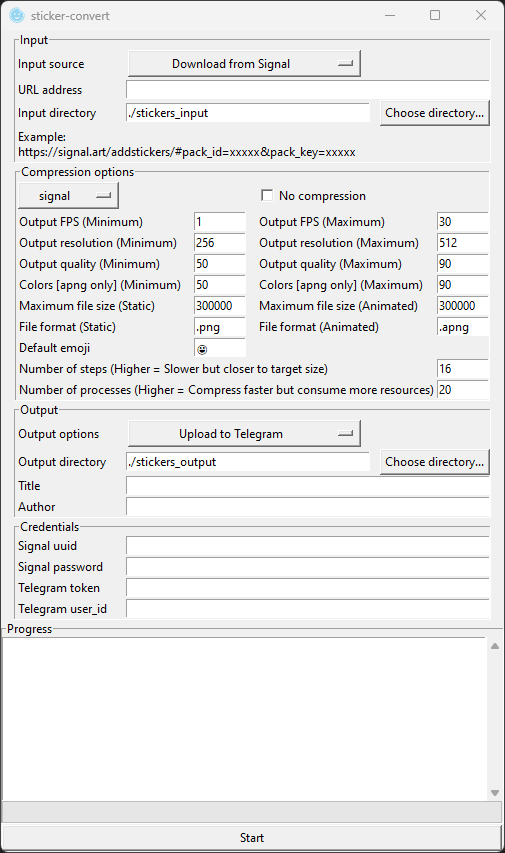 sticker-convert
Input
Input source Download from Signal
URL address
Input directory ./stickers_input Choose directory...
Example:
https://signal.art/addstickers/#pack_id=xxxxx&pack_key=xxxxx
Compression options
signal No compression
Output FPS (Minimum) 1 Output FPS (Maximum) 30
Output resolution (Minimum) 256 Output resolution (Maximum) 512
Output quality (Minimum) 50 Output quality (Maximum) 90
Colors [apng only] (Minimum) 50 Colors [apng only] (Maximum) 90
Maximum file size (Static) 300000 Maximum file size (Animated) 300000
File format (Static) .png File format (Animated) .apng
Default emoji 😀
Number of steps (Higher = Slower but closer to target size) 16
Number of processes (Higher = Compress faster but consume more resources) 20
Output
Output options Upload to Telegram
Output directory ./stickers_output Choose directory...
Title
Author
Credentials
Signal uuid
Signal password
Telegram token
Telegram user_id
Progress
Start